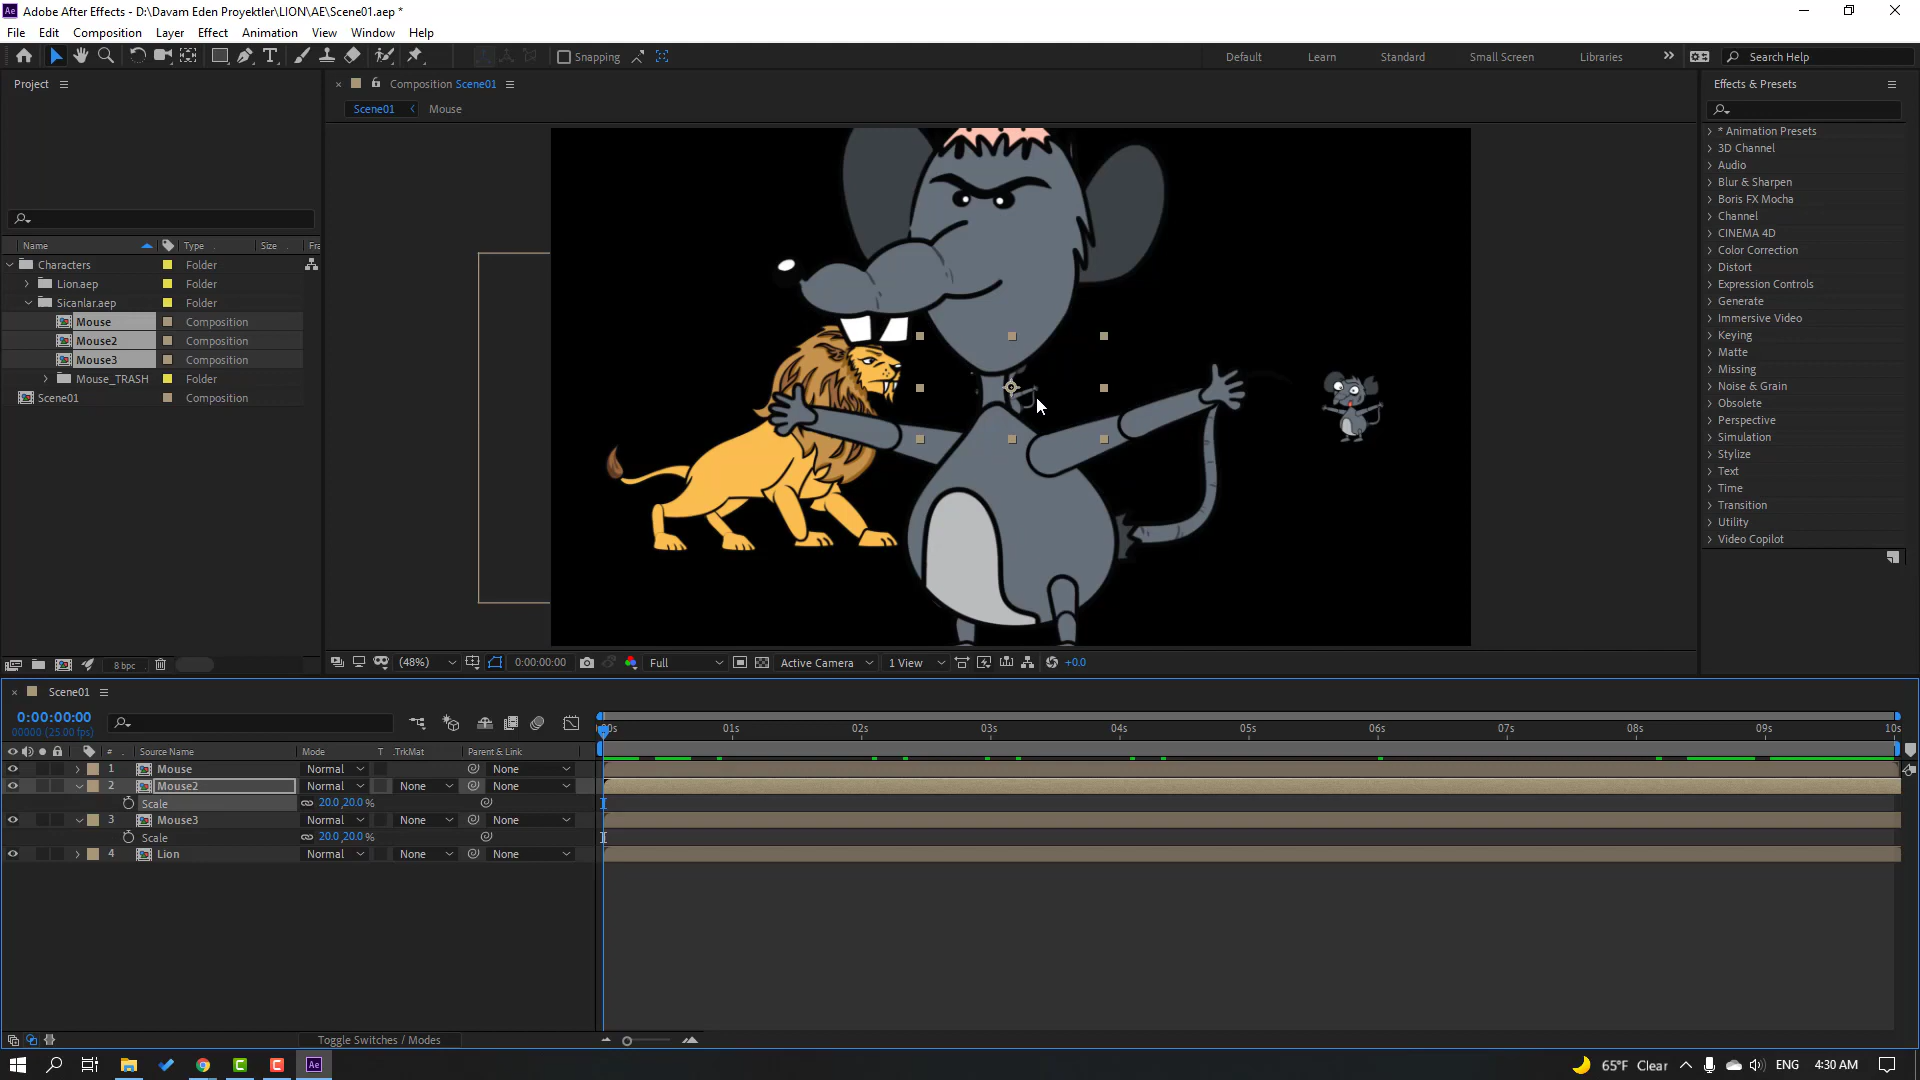 Adobe After Effects - D:\Davam Eden Proyektler\LION\AE\Scene01.aep *
File Edit Composition Layer Effect Animation View Window Help
Snapping Default Learn Standard Small Screen Libraries Search Help
Project
Composition Scene01
Effects & Presets
Scene01 Mouse
* Animation Presets
3D Channel
Audio
Blur & Sharpen
Boris FX Mocha
Channel
CINEMA 4D
Color Correction
Distort
Expression Controls
Generate
Immersive Video
Keying
Matte
Missing
Noise & Grain
Obsolete
Perspective
Simulation
Stylize
Text
Time
Transition
Utility
Video Copilot
Name Type Size Fra
Characters Folder
Lion.aep Folder
Sicanlar.aep Folder
Mouse Composition
Mouse2 Composition
Mouse3 Composition
Mouse_TRASH Folder
Scene01 Composition
8 bpc
(48%) 0:00:00:00 Full Active Camera 1 View +0.0
Scene01
0:00:00:00
00000 (25.00 fps)
01s 02s 03s 04s 05s 06s 07s 08s 09s 10s
# Source Name Mode T .TrkMat Parent & Link
1 Mouse Normal None
2 Mouse2 Normal None None
Scale 20.0,20.0 %
3 Mouse3 Normal None None
Scale 20.0,20.0 %
4 Lion Normal None None
Toggle Switches / Modes
Ae 65°F Clear ENG 4:30 AM